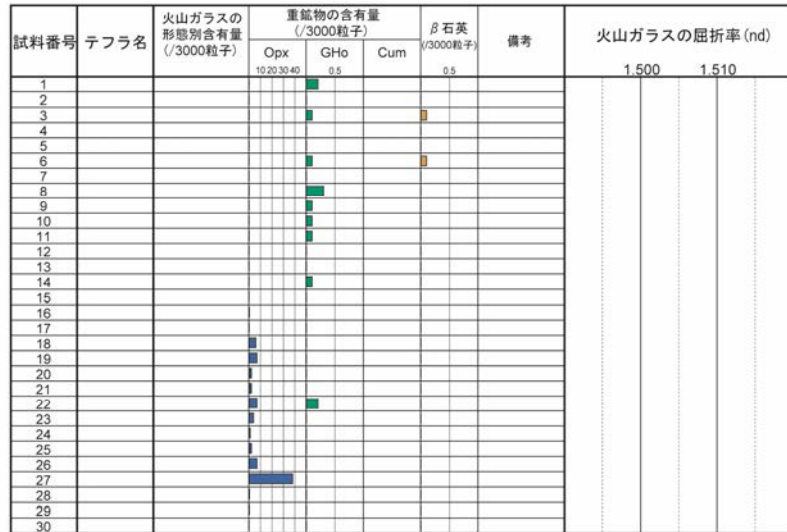 試料番号
テフラ名
火山ガラスの
形態別含有量
(/3000粒子)
重鉱物の含有量
(/3000粒子)
Opx
GHo
Cum
10 20 30 40
0.5
β石英
(/3000粒子)
0.5
備考
火山ガラスの屈折率(nd)
1.500
1.510
1
2
3
4
5
6
7
8
9
10
11
12
13
14
15
16
17
18
19
20
21
22
23
24
25
26
27
28
29
30